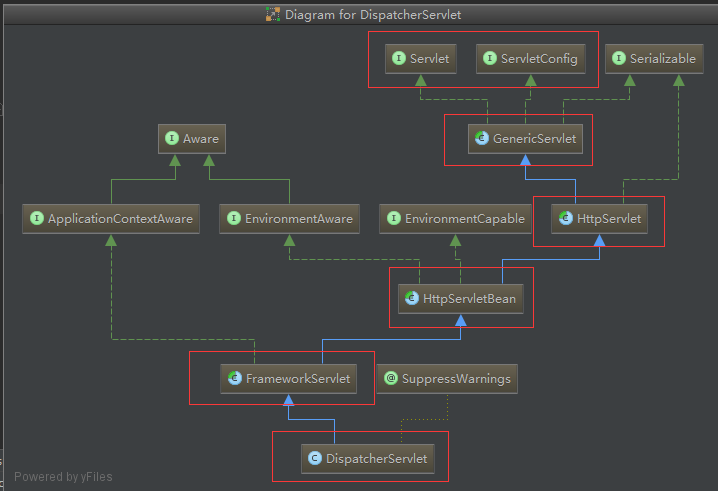 Diagram for DispatcherServlet
Servlet
ServletConfig
Serializable
Aware
GenericServlet
ApplicationContextAware
EnvironmentAware
EnvironmentCapable
HttpServlet
HttpServletBean
FrameworkServlet
SuppressWarnings
DispatcherServlet
Powered by yFiles